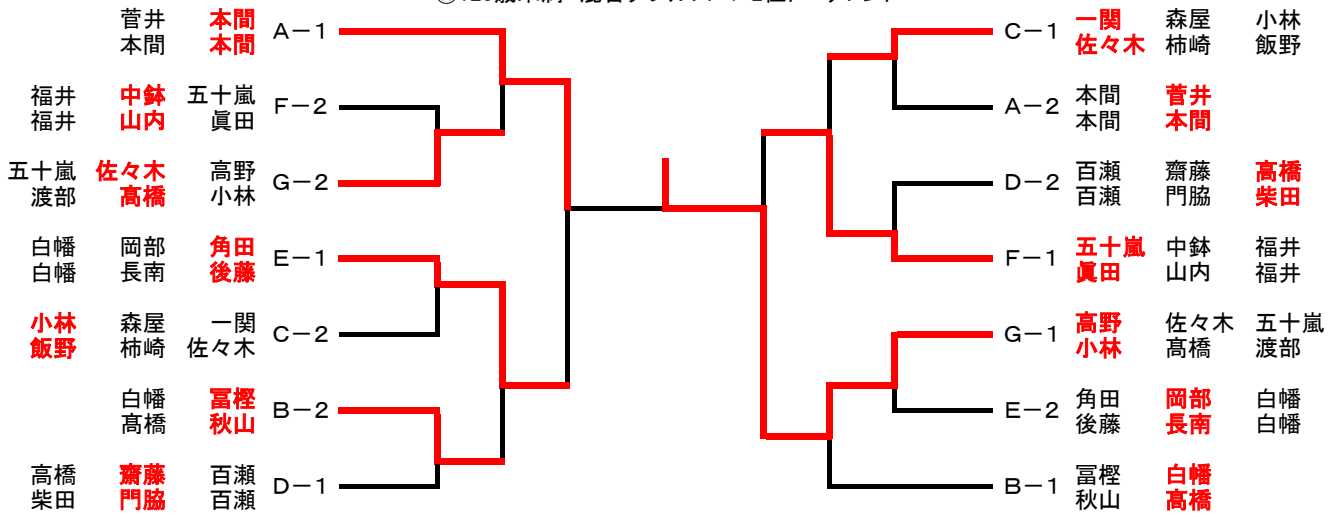 菅井 本間
本間 本間 A－1
福井 中鉢 五十嵐
福井 山内 眞田 F－2
五十嵐 佐々木 高野
渡部 髙橋 小林 G－2
白幡 岡部 角田
白幡 長南 後藤 E－1
小林 森屋 一関
飯野 柿崎 佐々木 C－2
白幡 冨樫
髙橋 秋山 B－2
高橋 齋藤 百瀬
柴田 門脇 百瀬 D－1
C－1 一関 森屋 小林
佐々木 柿崎 飯野
A－2 本間 菅井
本間 本間
D－2 百瀬 齋藤 高橋
百瀬 門脇 柴田
F－1 五十嵐 中鉢 福井
眞田 山内 福井
G－1 高野 佐々木 五十嵐
小林 髙橋 渡部
E－2 角田 岡部 白幡
後藤 長南 白幡
B－1 冨樫 白幡
秋山 髙橋